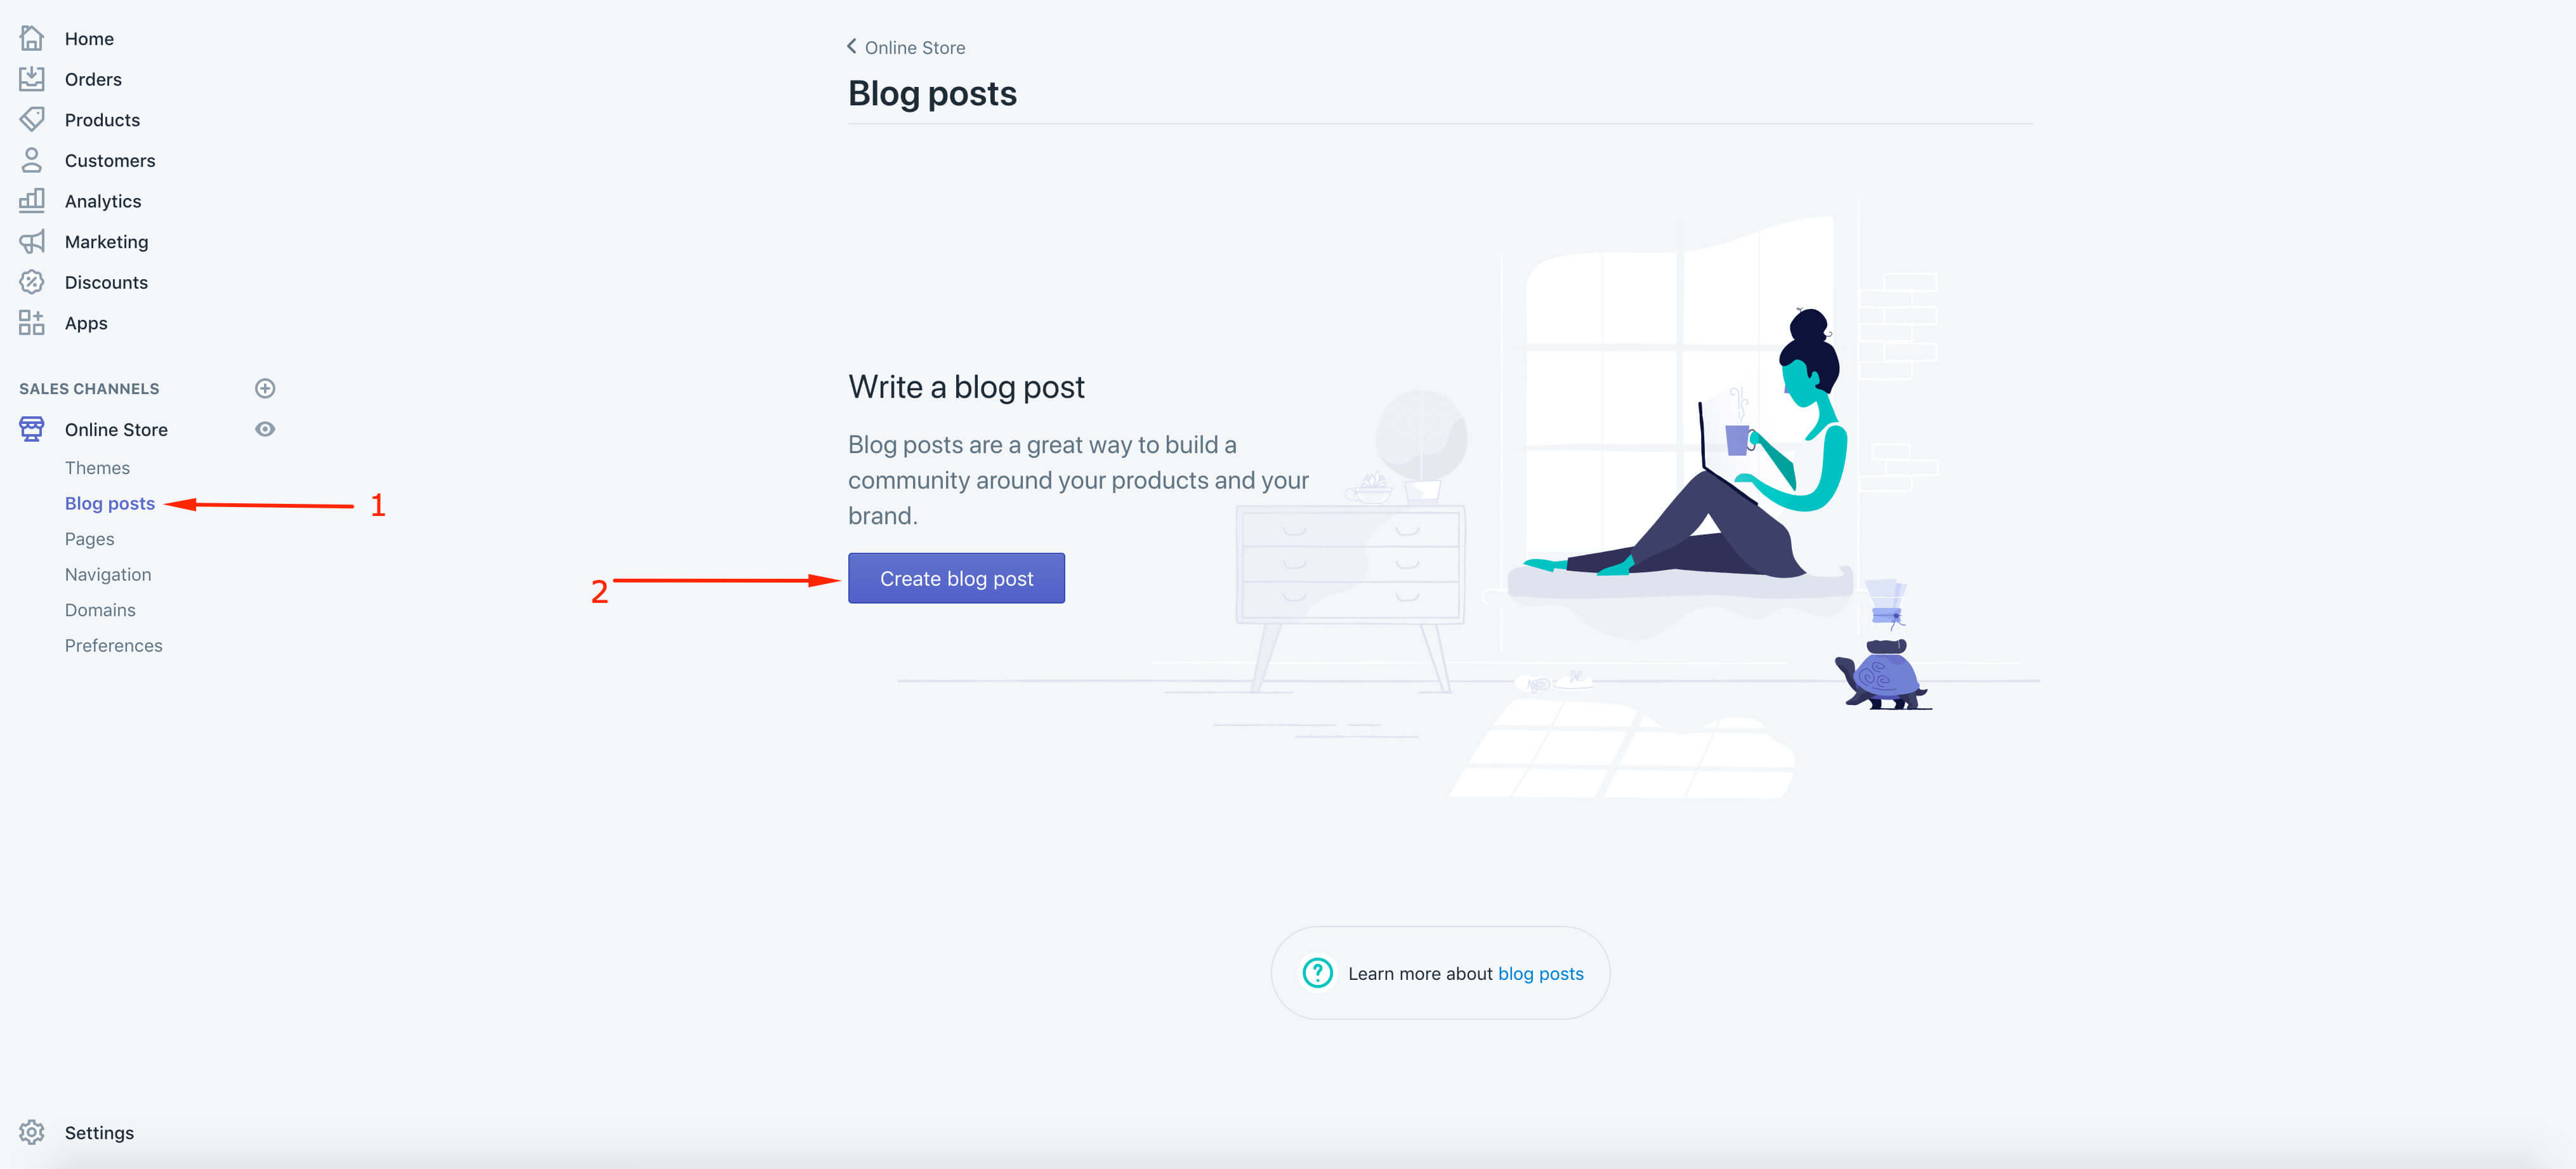 Home
Orders
Products
Customers
Analytics
Marketing
Discounts
Apps
SALES CHANNELS
Online Store
Themes
Blog posts
1
Pages
Navigation
Domains
Preferences
Settings
Online Store
Blog posts
Write a blog post
Blog posts are a great way to build a
community around your products and your
brand.
2
Create blog post
Learn more about blog posts